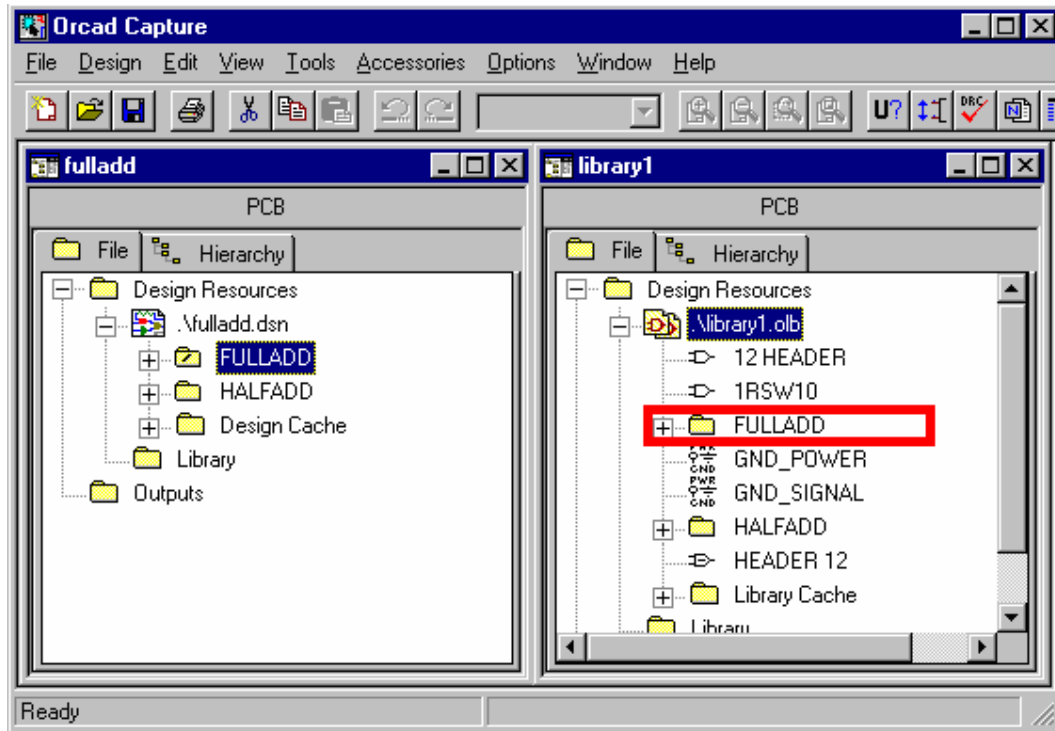 Orcad Capture
File Design Edit View Tools Accessories Options Window Help
U? DRC
fulladd
PCB
File Hierarchy
Design Resources
.\fulladd.dsn
FULLADD
HALFADD
Design Cache
Library
Outputs
library1
PCB
File Hierarchy
Design Resources
.\library1.olb
12 HEADER
1RSW10
FULLADD
PWR GND GND_POWER
PWR GND GND_SIGNAL
HALFADD
HEADER 12
Library Cache
Library
Ready